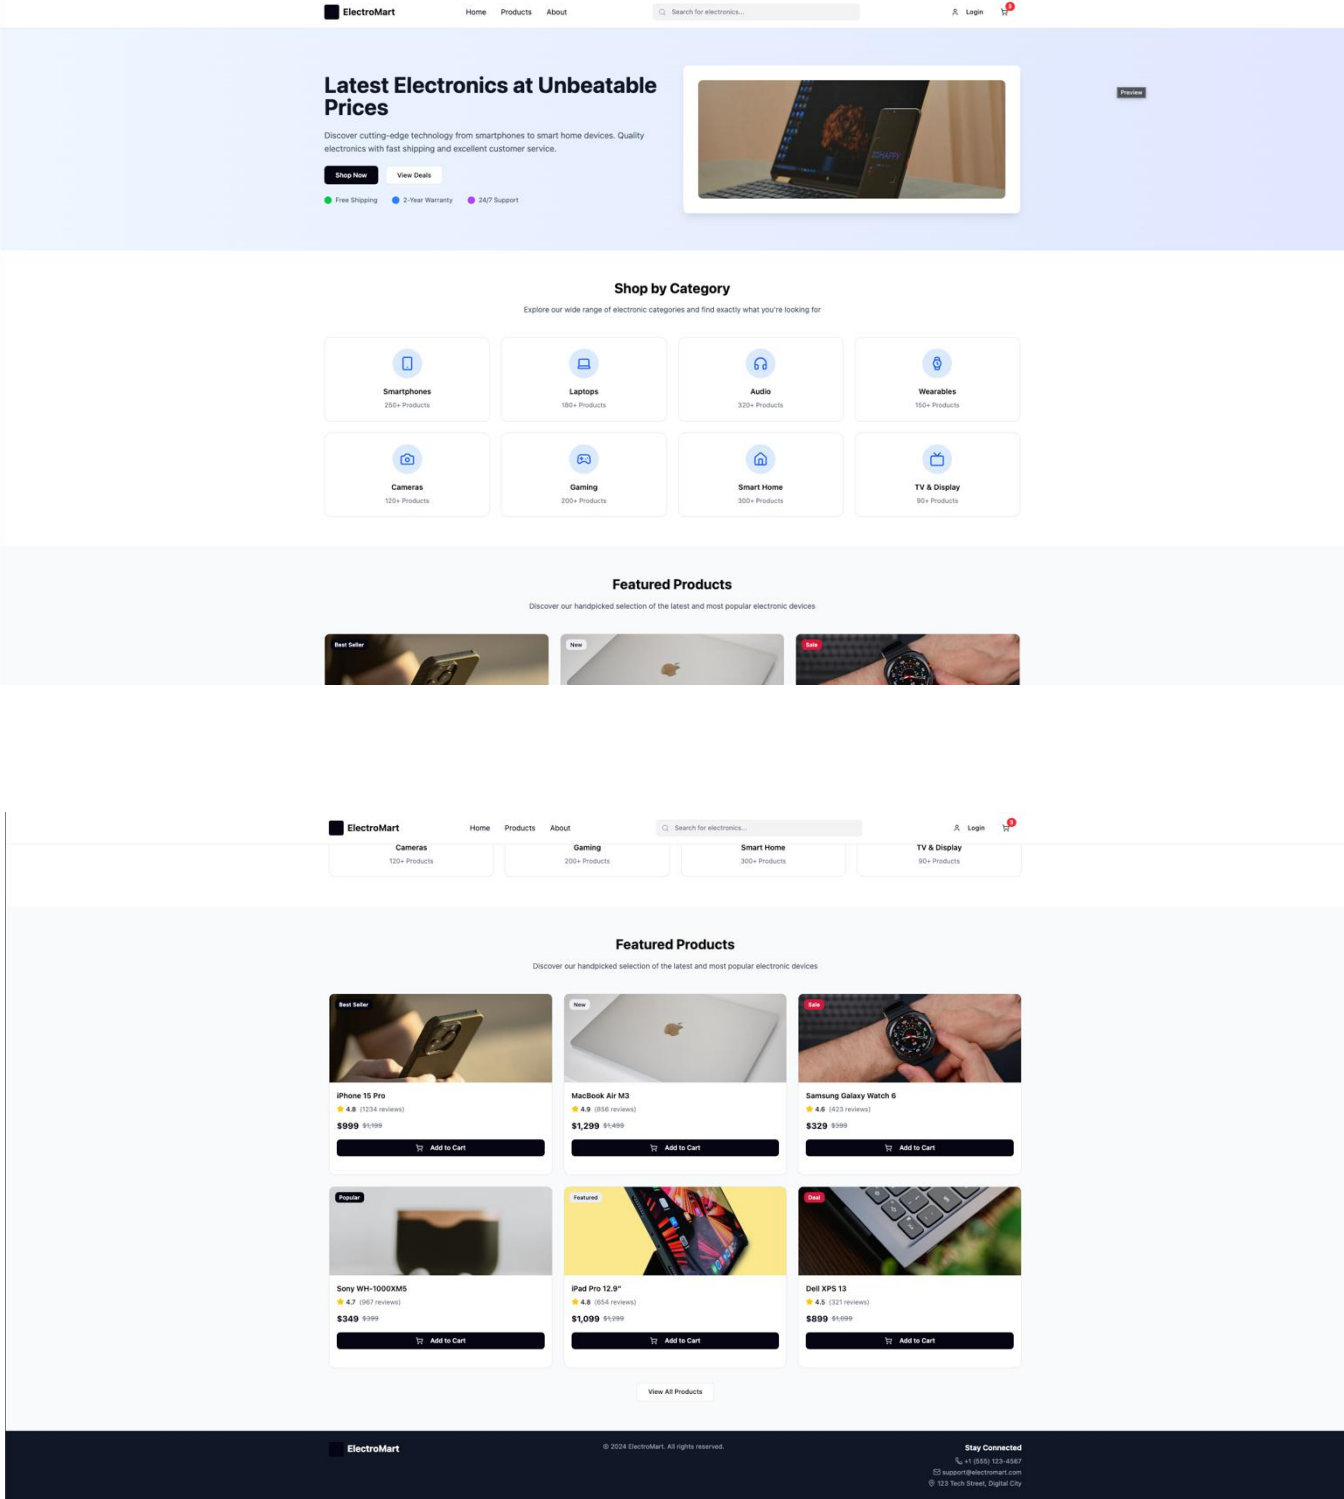 ElectroMart Home Products About Search for electronics... Login 3
Latest Electronics at Unbeatable
Prices
Preview
Discover cutting-edge technology from smartphones to smart home devices. Quality
electronics with fast shipping and excellent customer service.
Shop Now View Deals
Free Shipping 2-Year Warranty 24/7 Support
Shop by Category
Explore our wide range of electronic categories and find exactly what you're looking for
Smartphones Laptops Audio Wearables
250+ Products 180+ Products 320+ Products 150+ Products
Cameras Gaming Smart Home TV & Display
120+ Products 200+ Products 300+ Products 90+ Products
Featured Products
Discover our handpicked selection of the latest and most popular electronic devices
Best Seller New Sale
ElectroMart Home Products About Search for electronics... Login 3
Cameras Gaming Smart Home TV & Display
120+ Products 200+ Products 300+ Products 90+ Products
Featured Products
Discover our handpicked selection of the latest and most popular electronic devices
Best Seller New Sale
iPhone 15 Pro MacBook Air M3 Samsung Galaxy Watch 6
4.8 (1234 reviews) 4.9 (856 reviews) 4.6 (423 reviews)
$999 $1,199 $1,299 $1,499 $329 $399
Add to Cart Add to Cart Add to Cart
Popular Featured Deal
Sony WH-1000XM5 iPad Pro 12.9" Dell XPS 13
4.7 (967 reviews) 4.8 (654 reviews) 4.5 (321 reviews)
$349 $399 $1,099 $1,299 $899 $1,099
Add to Cart Add to Cart Add to Cart
View All Products
ElectroMart © 2024 ElectroMart. All rights reserved. Stay Connected
+1 (555) 123-4567
support@electromart.com
123 Tech Street, Digital City